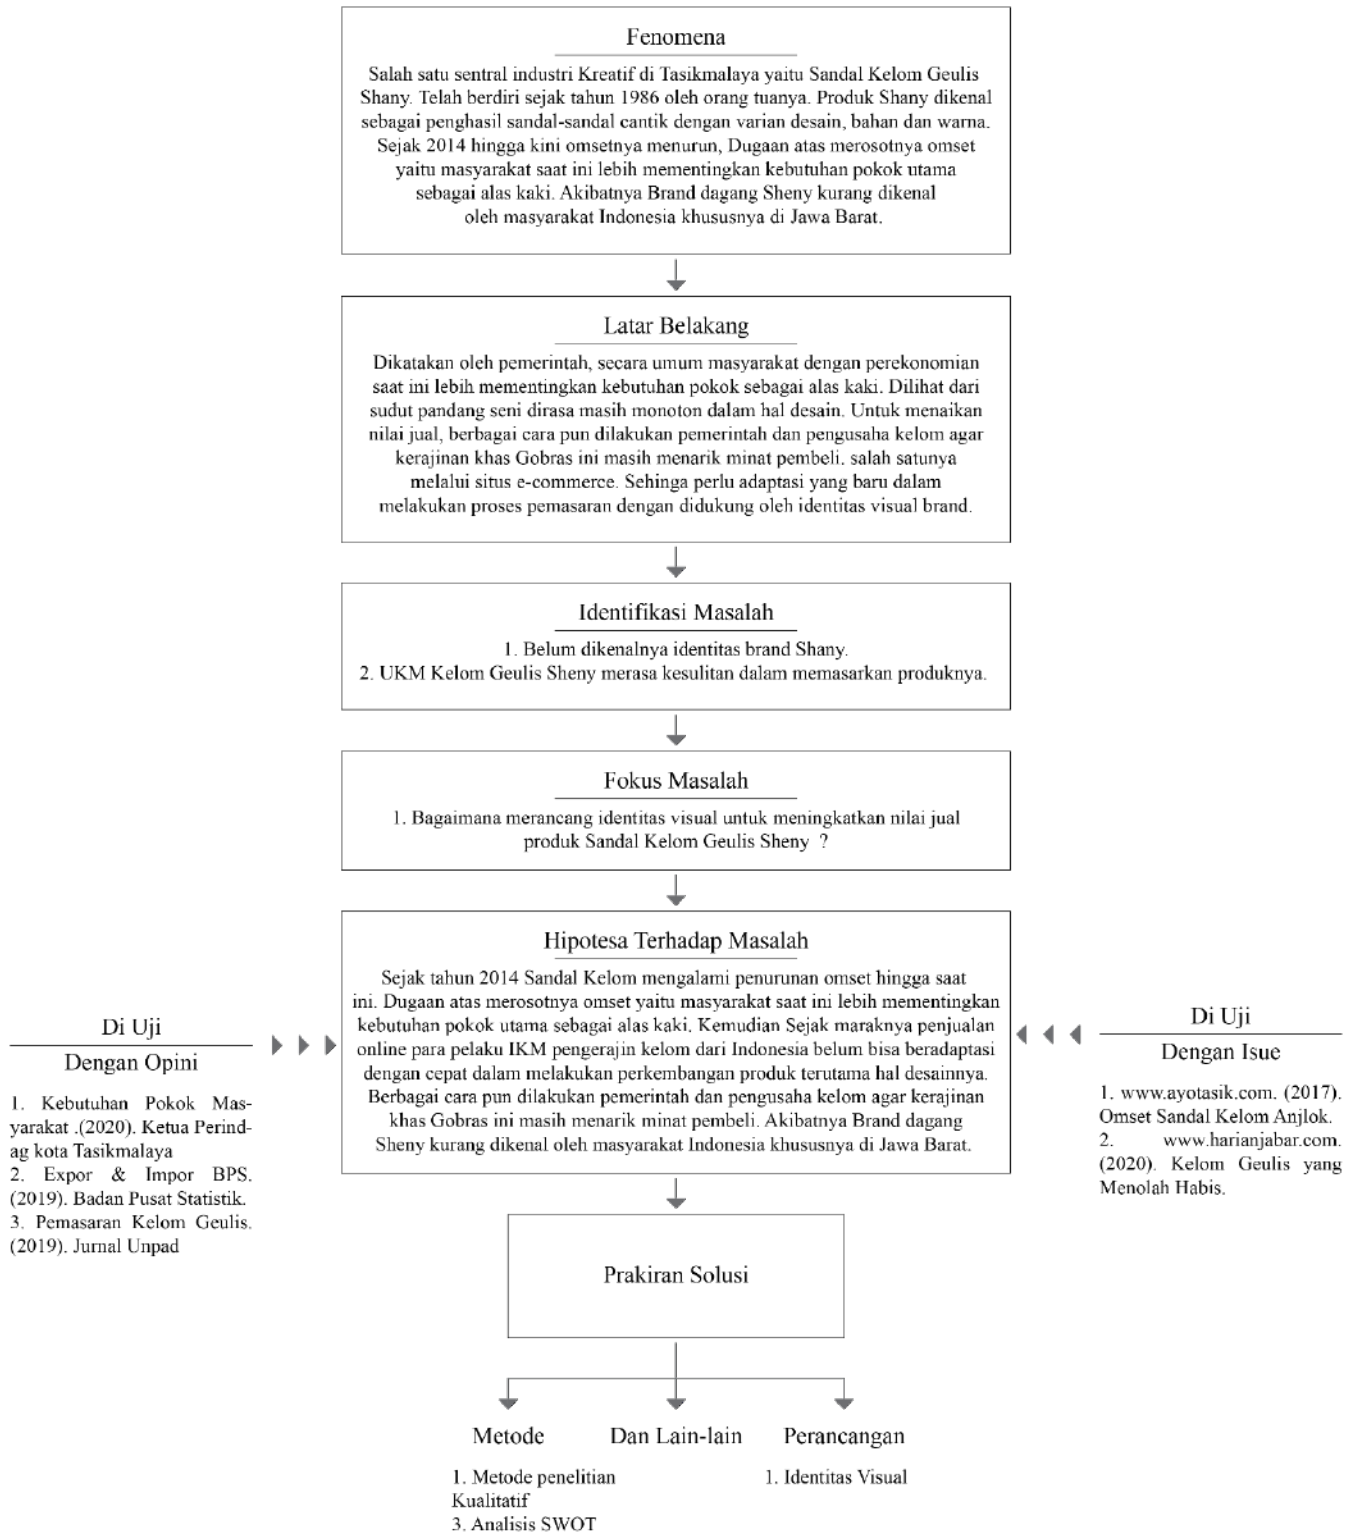 Fenomena
Salah satu sentral industri Kreatif di Tasikmalaya yaitu Sandal Kelom Geulis
Shany. Telah berdiri sejak tahun 1986 oleh orang tuanya. Produk Shany dikenal
sebagai penghasil sandal-sandal cantik dengan varian desain, bahan dan warna.
Sejak 2014 hingga kini omsetnya menurun, Dugaan atas merosotnya omset
yaitu masyarakat saat ini lebih mementingkan kebutuhan pokok utama
sebagai alas kaki. Akibatnya Brand dagang Sheny kurang dikenal
oleh masyarakat Indonesia khususnya di Jawa Barat.
Latar Belakang
Dikatakan oleh pemerintah, secara umum masyarakat dengan perekonomian
saat ini lebih mementingkan kebutuhan pokok sebagai alas kaki. Dilihat dari
sudut pandang seni dirasa masih monoton dalam hal desain. Untuk menaikan
nilai jual, berbagai cara pun dilakukan pemerintah dan pengusaha kelom agar
kerajinan khas Gobras ini masih menarik minat pembeli. salah satunya
melalui situs e-commerce. Sehinga perlu adaptasi yang baru dalam
melakukan proses pemasaran dengan didukung oleh identitas visual brand.
Identifikasi Masalah
1. Belum dikenalnya identitas brand Shany.
2. UKM Kelom Geulis Sheny merasa kesulitan dalam memasarkan produknya.
Fokus Masalah
1. Bagaimana merancang identitas visual untuk meningkatkan nilai jual
produk Sandal Kelom Geulis Sheny ?
Hipotesa Terhadap Masalah
Sejak tahun 2014 Sandal Kelom mengalami penurunan omset hingga saat
ini. Dugaan atas merosotnya omset yaitu masyarakat saat ini lebih mementingkan
kebutuhan pokok utama sebagai alas kaki. Kemudian Sejak maraknya penjualan
online para pelaku IKM pengerajin kelom dari Indonesia belum bisa beradaptasi
dengan cepat dalam melakukan perkembangan produk terutama hal desainnya.
Berbagai cara pun dilakukan pemerintah dan pengusaha kelom agar kerajinan
khas Gobras ini masih menarik minat pembeli. Akibatnya Brand dagang
Sheny kurang dikenal oleh masyarakat Indonesia khususnya di Jawa Barat.
Di Uji
Dengan Opini
1. Kebutuhan Pokok Mas-
yarakat .(2020). Ketua Perind-
ag kota Tasikmalaya
2. Expor & Impor BPS.
(2019). Badan Pusat Statistik.
3. Pemasaran Kelom Geulis.
(2019). Jurnal Unpad
Di Uji
Dengan Isue
1. www.ayotasik.com. (2017).
Omset Sandal Kelom Anjlok.
2. www.harianjabar.com.
(2020). Kelom Geulis yang
Menolah Habis.
Prakiran Solusi
Metode
1. Metode penelitian
Kualitatif
3. Analisis SWOT
Dan Lain-lain
Perancangan
1. Identitas Visual